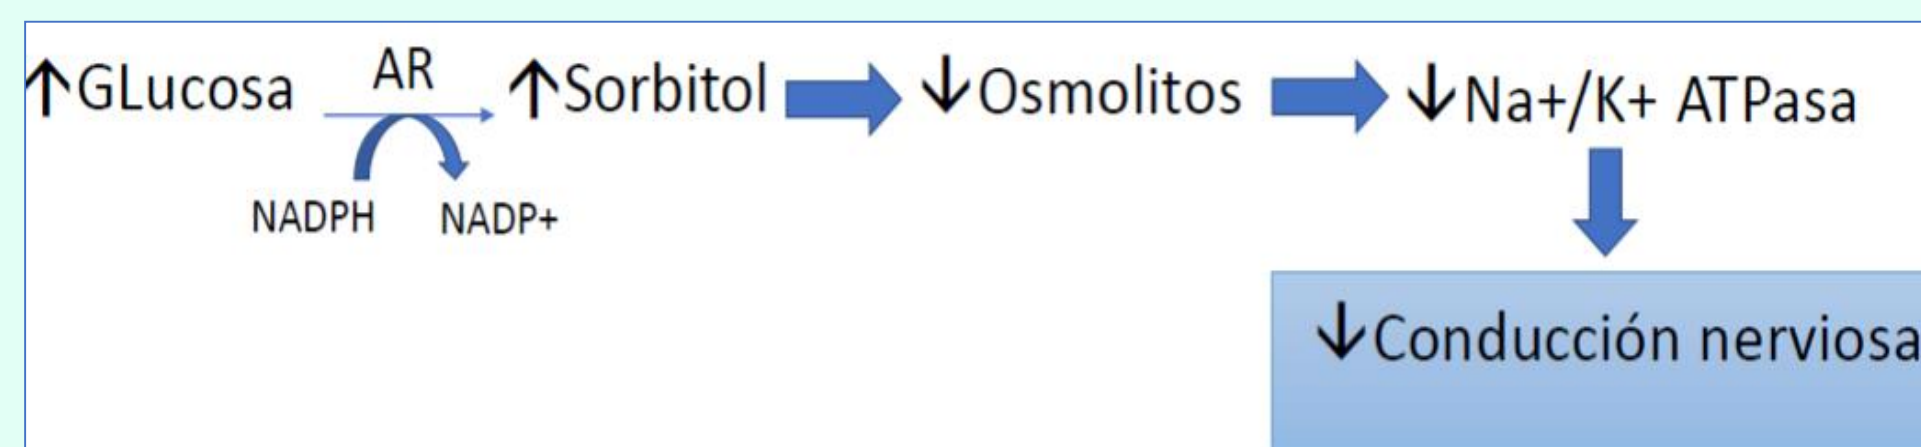 ↑GLucosa AR ↑Sorbitol ↓Osmolitos ↓Na+/K+ ATPasa
NADPH NADP+
↓Conducción nerviosa